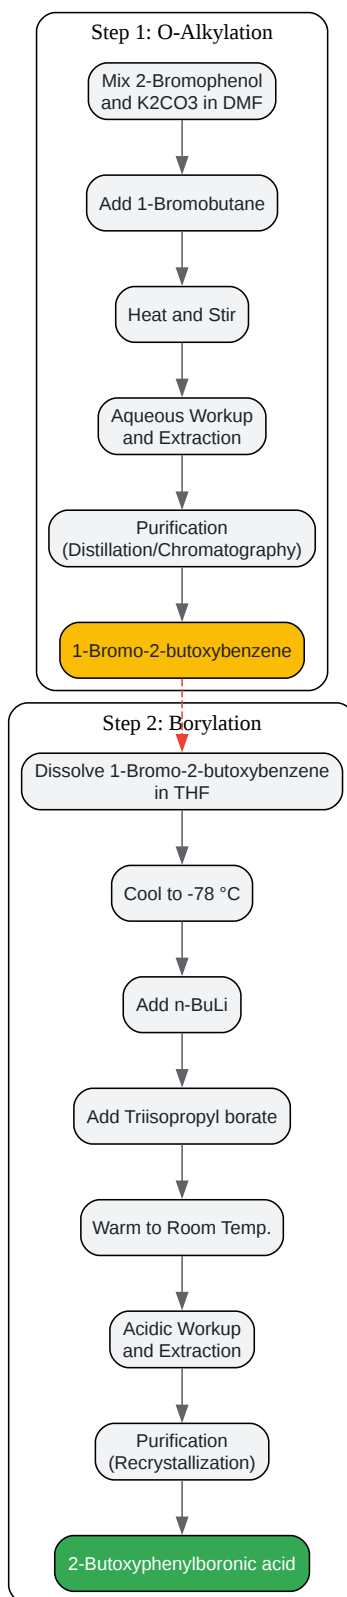 Step 1: O-Alkylation
Mix 2-Bromophenol
and K2CO3 in DMF
Add 1-Bromobutane
Heat and Stir
Aqueous Workup
and Extraction
Purification
(Distillation/Chromatography)
1-Bromo-2-butoxybenzene
Step 2: Borylation
Dissolve 1-Bromo-2-butoxybenzene
in THF
Cool to -78 °C
Add n-BuLi
Add Triisopropyl borate
Warm to Room Temp.
Acidic Workup
and Extraction
Purification
(Recrystallization)
2-Butoxyphenylboronic acid